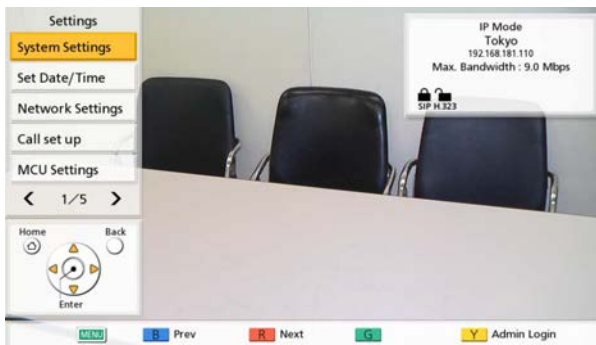 Settings
System Settings
Set Date/Time
Network Settings
Call set up
MCU Settings
1/5
Home
Back
Enter
IP Mode
Tokyo
192.168.181.110
Max. Bandwidth : 9.0 Mbps
SIP H.323
MENU B Prev R Next G Y Admin Login